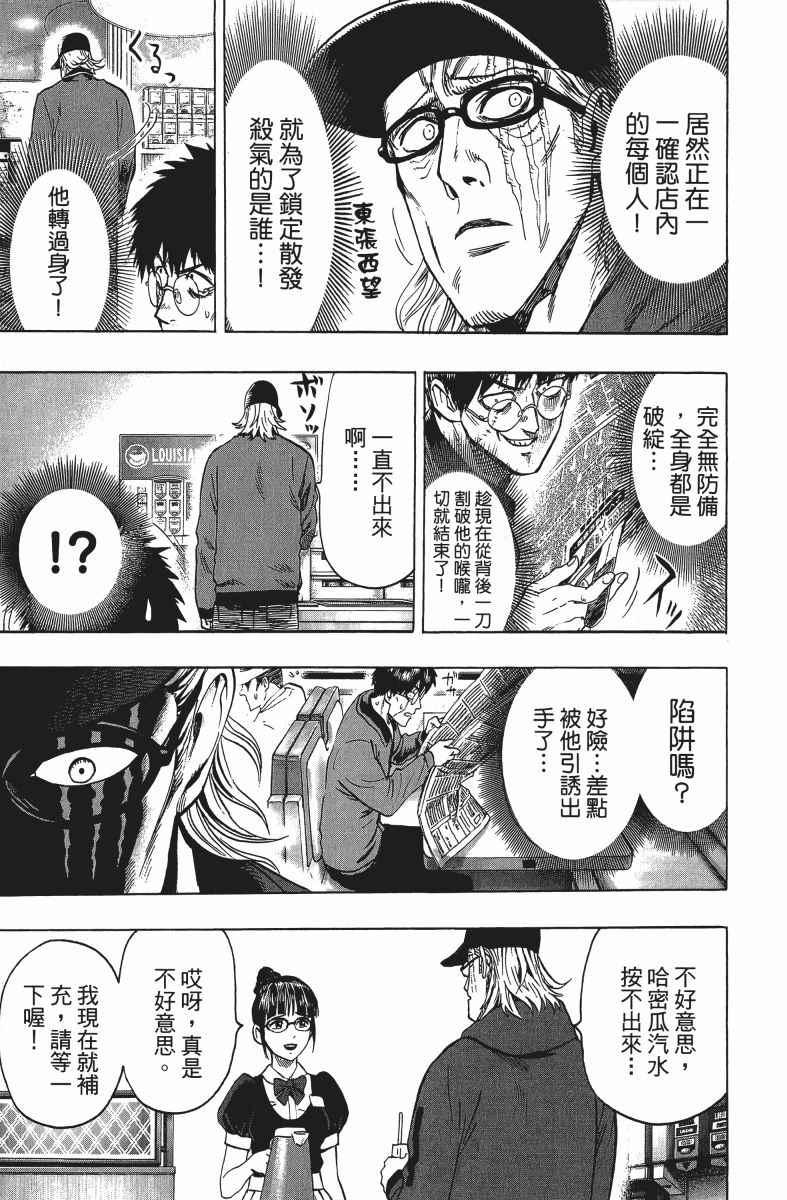 居然正在一
一確認店內
的每個人！
就為了鎖定散發
殺氣的是誰…！
東張西望
くるっ
他轉過身了！
完全無防備
，全身都是
破綻…
趁現在從背後一刀
割破他的喉嚨，一
切就結束了！
スッ
一直不出來
啊……
ボソッ
LOUISIA
!?
陷阱嗎？
好險…差點
被他引誘出
手了…
不好意思，
哈密瓜汽水
按不出來…
哎呀，真是
不好意思。
我現在就補
充，請等一
下喔！